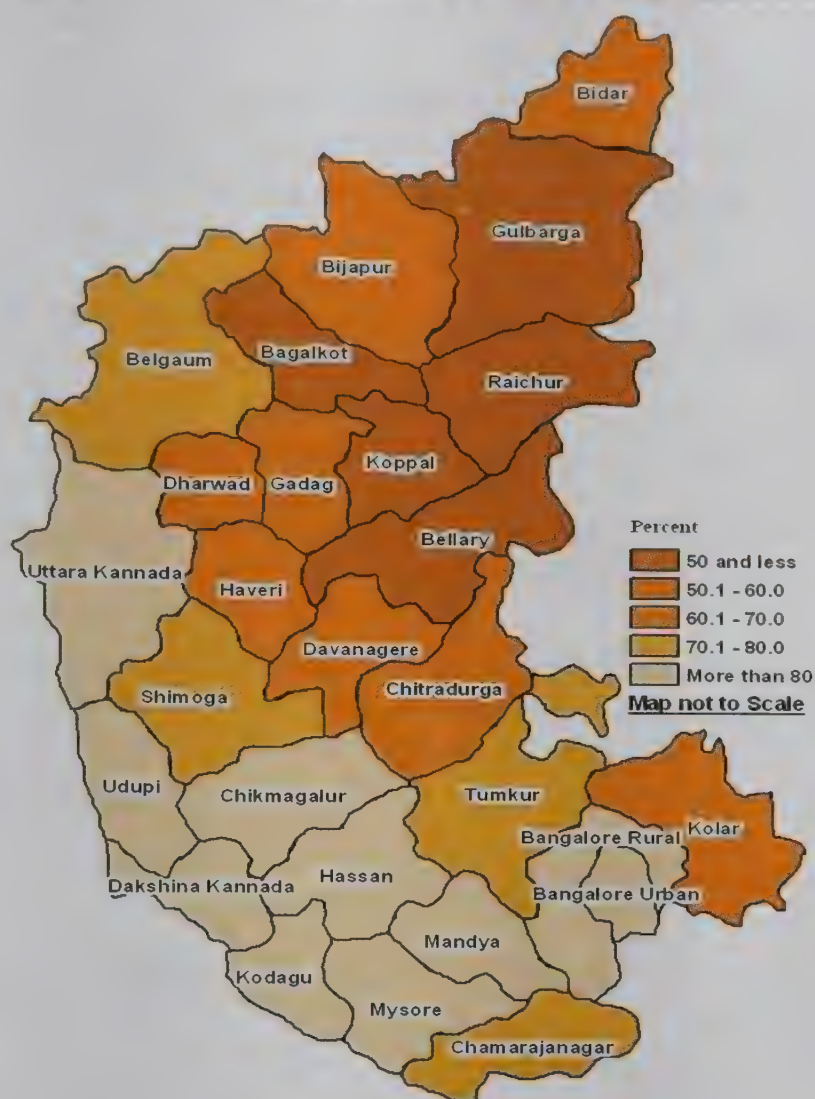 Bidar
Gulbarga
Bijapur
Belgaum
Bagalkot
Raichur
Dharwad
Gadag
Koppal
Bellary
Uttara Kannada
Haveri
Davanagere
Chitradurga
Shimoga
Percent
50 and less
50.1 - 60.0
60.1 - 70.0
70.1 - 80.0
More than 80
Map not to Scale
Udupi
Chikmagalur
Tumkur
Kolar
Bangalore Rural
Dakshina Kannada
Hassan
Bangalore Urban
Mandya
Kodagu
Mysore
Chamarajanagar